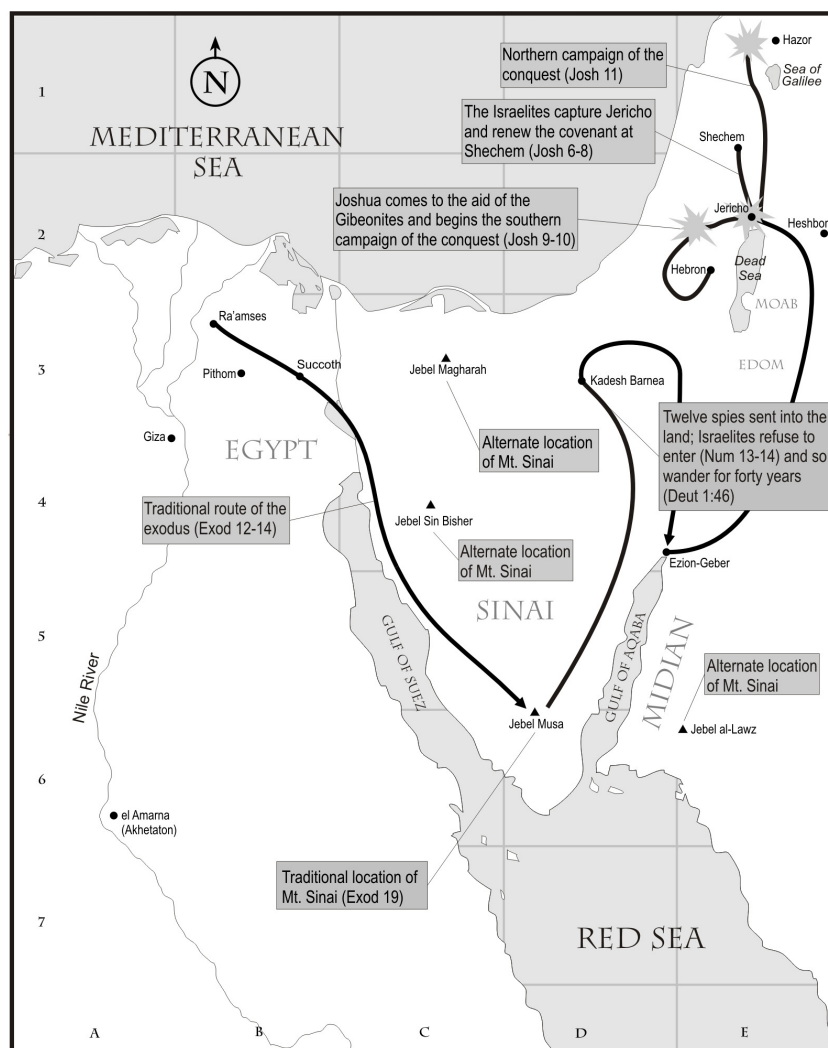 Hazor
Northern campaign of the
conquest (Josh 11)
Sea of
Galilee
N
1
The Israelites capture Jericho
and renew the covenant at
Shechem (Josh 6-8)
MEDITERRANEAN
SEA
Shechem
Joshua comes to the aid of the
Gibeonites and begins the southern
campaign of the conquest (Josh 9-10)
Jericho
Heshbon
2
Hebron
Dead
Sea
MOAB
Ra'amses
Succoth
Pithom
3
Jebel Magharah
EDOM
Kadesh Barnea
Twelve spies sent into the
land; Israelites refuse to
enter (Num 13-14) and so
wander for forty years
(Deut 1:46)
Giza
EGYPT
Alternate location
of Mt. Sinai
4
Traditional route of the
exodus (Exod 12-14)
Jebel Sin Bisher
Alternate location
of Mt. Sinai
Ezion-Geber
SINAI
5
GULF OF SUEZ
GULF OF AQABA
MIDIAN
Alternate location
of Mt. Sinai
Nile River
Jebel Musa
Jebel al-Lawz
6
el Amarna
(Akhetaton)
Traditional location of
Mt. Sinai (Exod 19)
7
RED SEA
A
B
C
D
E